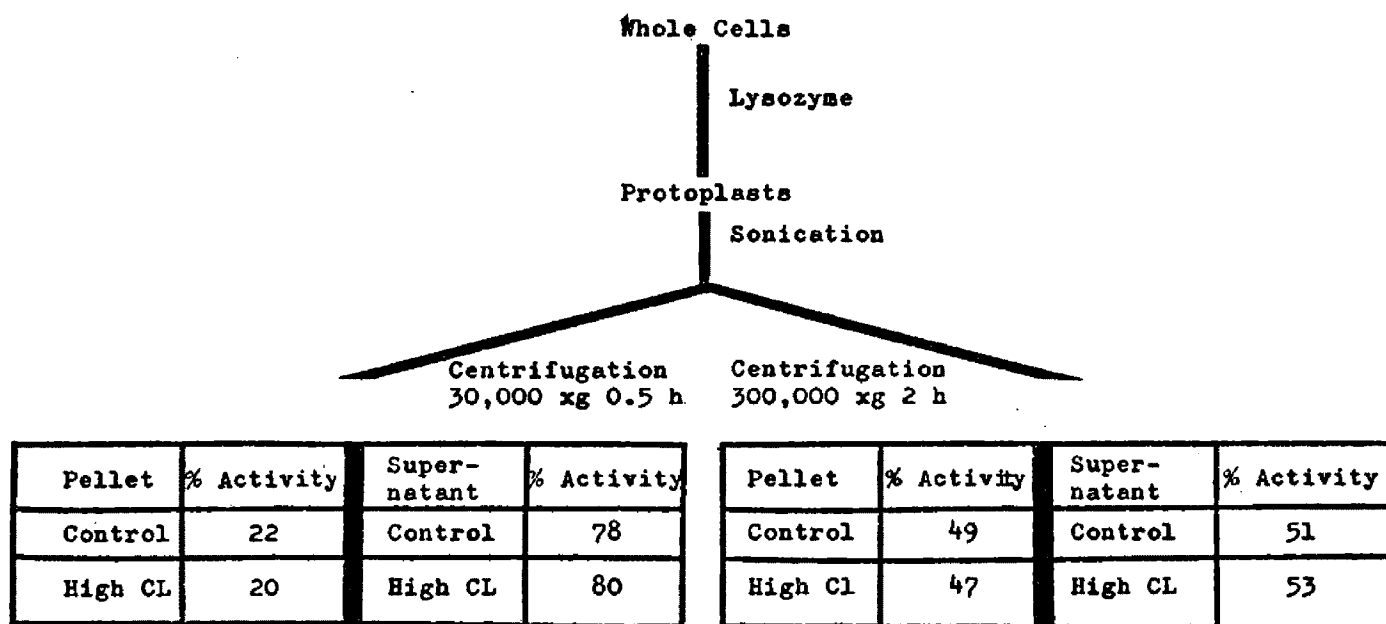 Whole Cells
Lysozyme
Protoplasts
Sonication
Centrifugation
30,000 xg 0.5 h
Centrifugation
300,000 xg 2 h
Pellet % Activity Super-
natant % Activity
Control 22 Control 78
High CL 20 High CL 80
Pellet % Activity Super-
natant % Activity
Control 49 Control 51
High Cl 47 High CL 53